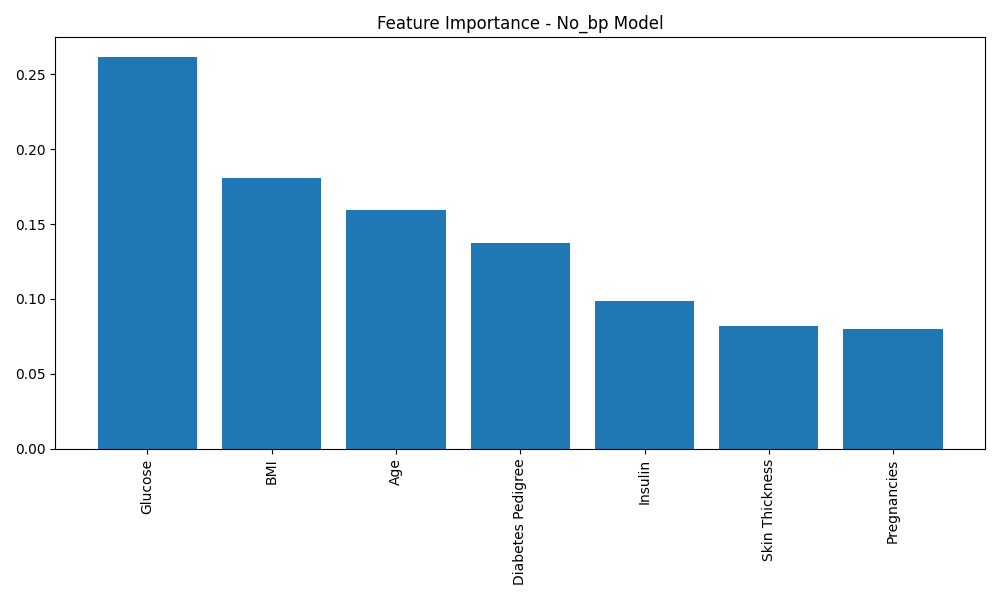 Feature Importance - No_bp Model
0.25
0.20
0.15
0.10
0.05
0.00
Glucose
BMI
Age
Diabetes Pedigree
Insulin
Skin Thickness
Pregnancies